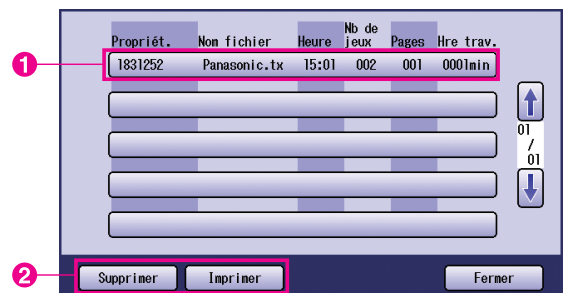 Propriét. Nom fichier Heure Nb de jeux Pages Hre trav.
1 1831252 Panasonic.tx 15:01 002 001 0001min
01
/
01
2 Supprimer Imprimer Fermer